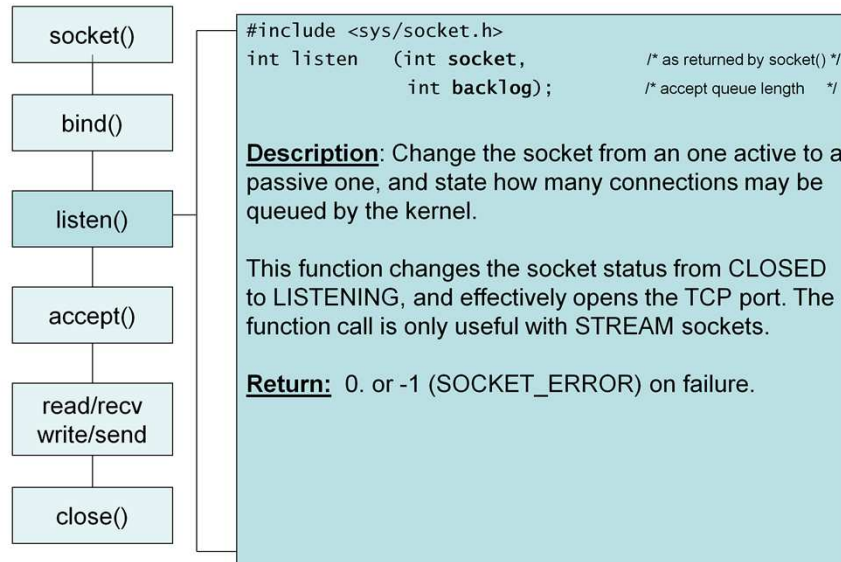 socket()
bind()
listen()
accept()
read/recv
write/send
close()
#include <sys/socket.h>
int listen (int socket, /* as returned by socket() */
int backlog); /* accept queue length */
Description: Change the socket from an one active to a
passive one, and state how many connections may be
queued by the kernel.
This function changes the socket status from CLOSED
to LISTENING, and effectively opens the TCP port. The
function call is only useful with STREAM sockets.
Return: 0. or -1 (SOCKET_ERROR) on failure.